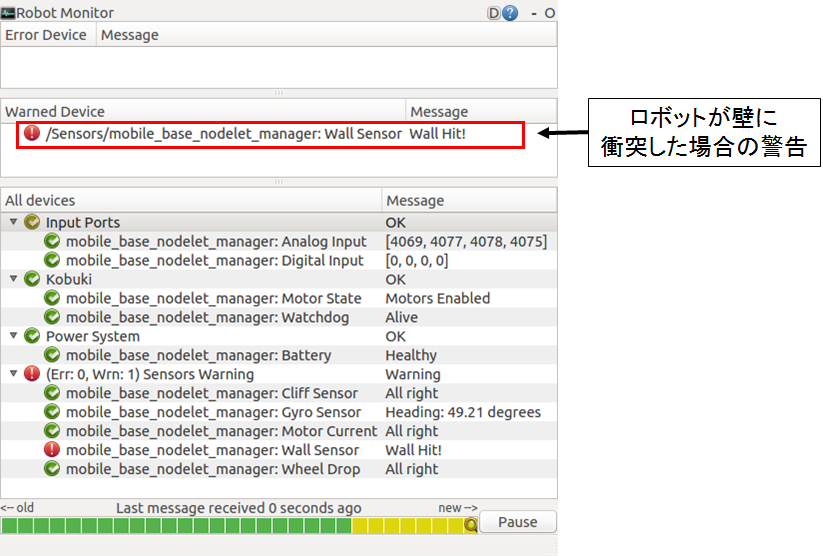 Robot Monitor
D ? - O
Error Device Message
Warned Device Message
/Sensors/mobile_base_nodelet_manager: Wall Sensor Wall Hit!
ロボットが壁に
衝突した場合の警告
All devices Message
Input Ports OK
mobile_base_nodelet_manager: Analog Input [4069, 4077, 4078, 4075]
mobile_base_nodelet_manager: Digital Input [0, 0, 0, 0]
Kobuki OK
mobile_base_nodelet_manager: Motor State Motors Enabled
mobile_base_nodelet_manager: Watchdog Alive
Power System OK
mobile_base_nodelet_manager: Battery Healthy
(Err: 0, Wrn: 1) Sensors Warning Warning
mobile_base_nodelet_manager: Cliff Sensor All right
mobile_base_nodelet_manager: Gyro Sensor Heading: 49.21 degrees
mobile_base_nodelet_manager: Motor Current All right
mobile_base_nodelet_manager: Wall Sensor Wall Hit!
mobile_base_nodelet_manager: Wheel Drop All right
<-- old Last message received 0 seconds ago new -->
Pause